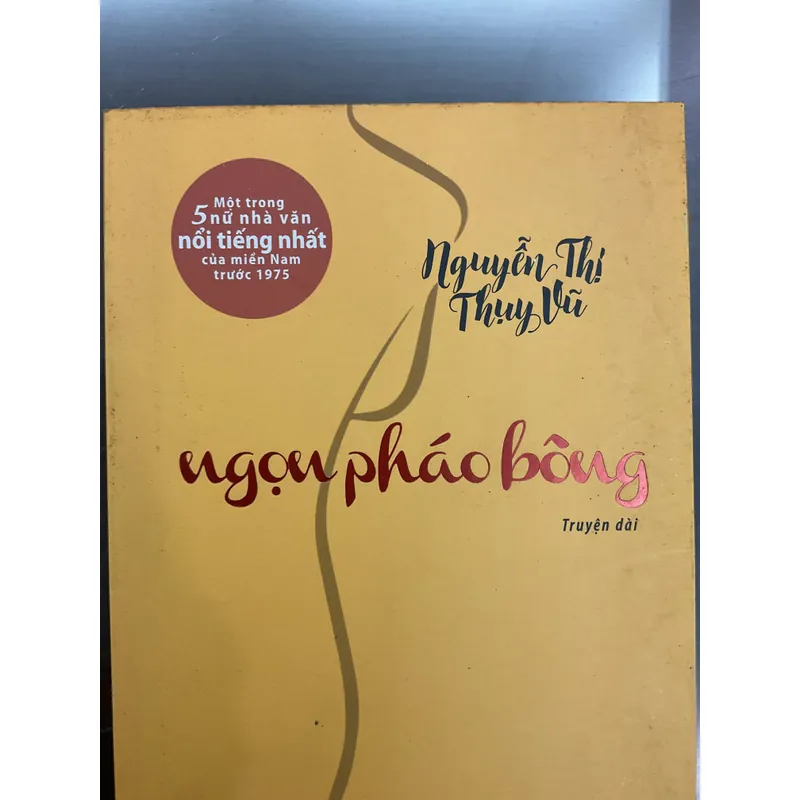 Một trong
5 nữ nhà văn
nổi tiếng nhất
của miền Nam
trước 1975
Nguyễn Thị
Thụy Vũ
ngọn pháo bông
Truyện dài